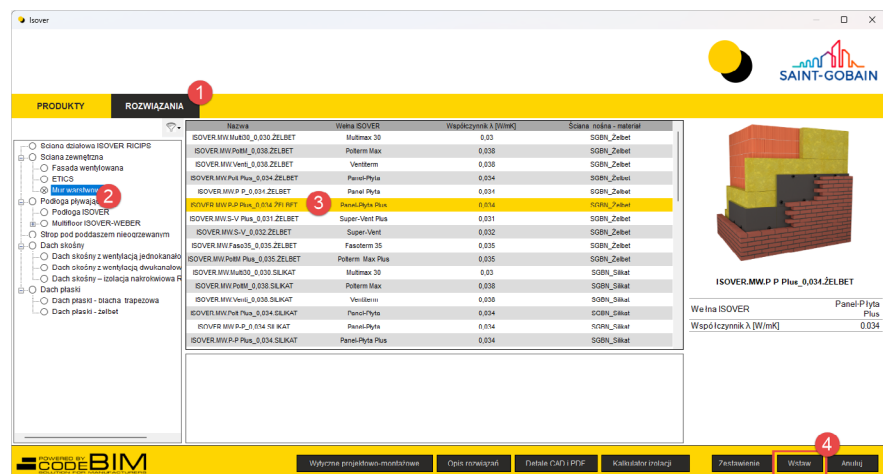 Isover
SAINT-GOBAIN
1
PRODUKTY
ROZWIĄZANIA
Ściana działowa ISOVER RIGIPS
Ściana zewnętrzna
Fasada wentylowana
ETICS
Mur warstwowy
2
Podłoga pływająca
Podłoga ISOVER
Multifloor ISOVER-WEBER
Strop pod poddaszem nieogrzewanym
Dach skośny
Dach skośny z wentylacją jednokanało
Dach skośny z wentylacją dwukanałow
Dach skośny – izolacja nakrokwiowa R
Dach płaski
Dach płaski - blacha trapezowa
Dach płaski - żelbet
Nazwa Wełna ISOVER Współczynnik λ [W/mK] Ściana nośna - materiał
ISOVER.MW.Multi30_0,030.ŻELBET Multimax 30 0,03 SGBN_Żelbet
ISOVER.MW.PoltM_0,038.ŻELBET Polterm Max 0,038 SGBN_Żelbet
ISOVER.MW.Venti_0,038.ŻELBET Ventiterm 0,038 SGBN_Żelbet
ISOVER.MW.Polt Plus_0,034.ŻELBET Panel-Płyta 0,034 SGBN_Żelbet
ISOVER.MW.P P_0,034.ŻELBET Panel Płyta 0,034 SGBN_Żelbet
ISOVER.MW.P-P Plus_0,034.ŻELBET 3 Panel-Płyta Plus 0,034 SGBN_Żelbet
ISOVER.MW.S-V Plus_0,031.ŻELBET Super-Vent Plus 0,031 SGBN_Żelbet
ISOVER.MW.S-V_0,032.ŻELBET Super-Vent 0,032 SGBN_Żelbet
ISOVER.MW.Faso35_0,035.ŻELBET Fasoterm 35 0,035 SGBN_Żelbet
ISOVER.MW.PoltM Plus_0,035.ŻELBET Polterm Max Plus 0,035 SGBN_Żelbet
ISOVER.MW.Multi30_0,030.SILIKAT Multimax 30 0,03 SGBN_Silikat
ISOVER.MW.PoltM_0,038.SILIKAT Polterm Max 0,038 SGBN_Silikat
ISOVER.MW.Venti_0,038.SILIKAT Ventiterm 0,038 SGBN_Silikat
ISOVER.MW.Polt Plus_0,034.SILIKAT Panel-Płyta 0,034 SGBN_Silikat
ISOVER.MW.P-P_0,034.SILIKAT Panel-Płyta 0,034 SGBN_Silikat
ISOVER.MW.P-P Plus_0,034.SILIKAT Panel-Płyta Plus 0,034 SGBN_Silikat
ISOVER.MW.P P Plus_0,034.ŻELBET
Wełna ISOVER Panel-Płyta Plus
Współczynnik λ [W/mK] 0.034
4
POWERED BY
CODEBIM
SOLUTION FOR MANUFACTURERS
Wytyczne projektowo-montażowe
Opis rozwiązań
Detale CAD i PDF
Kalkulator izolacji
Zestawienie
Wstaw
Anuluj